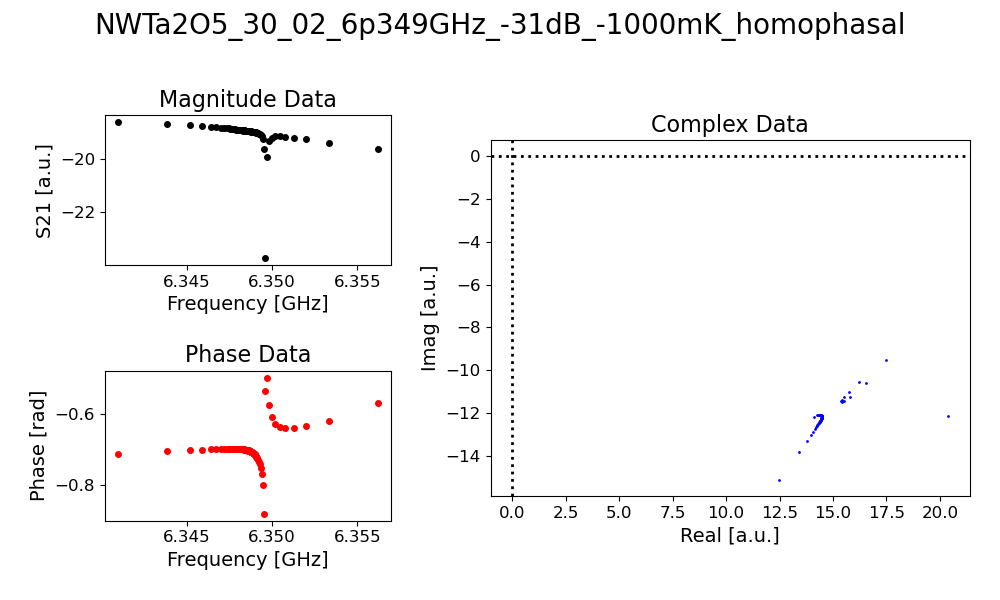 NWTa2O5_30_02_6p349GHz_-31dB_-1000mK_homophasal
Magnitude Data
S21 [a.u.]
−20
−22
6.345 6.350 6.355
Frequency [GHz]
Phase Data
Phase [rad]
−0.6
−0.8
6.345 6.350 6.355
Frequency [GHz]
Complex Data
Imag [a.u.]
0
−2
−4
−6
−8
−10
−12
−14
0.0 2.5 5.0 7.5 10.0 12.5 15.0 17.5 20.0
Real [a.u.]